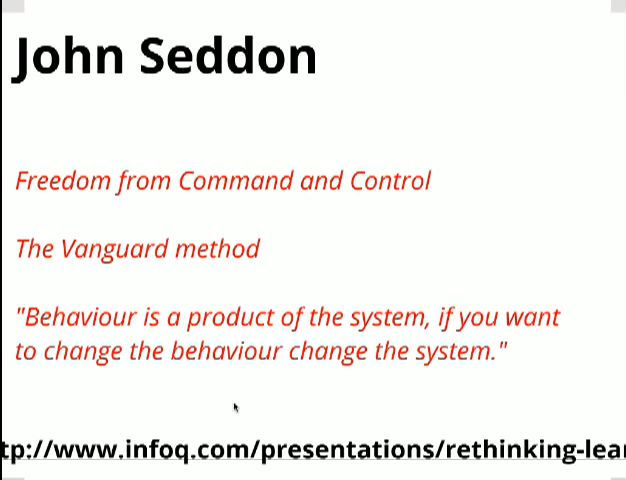 John Seddon
Freedom from Command and Control
The Vanguard method
"Behaviour is a product of the system, if you want
to change the behaviour change the system."
tp://www.infoq.com/presentations/rethinking-lea